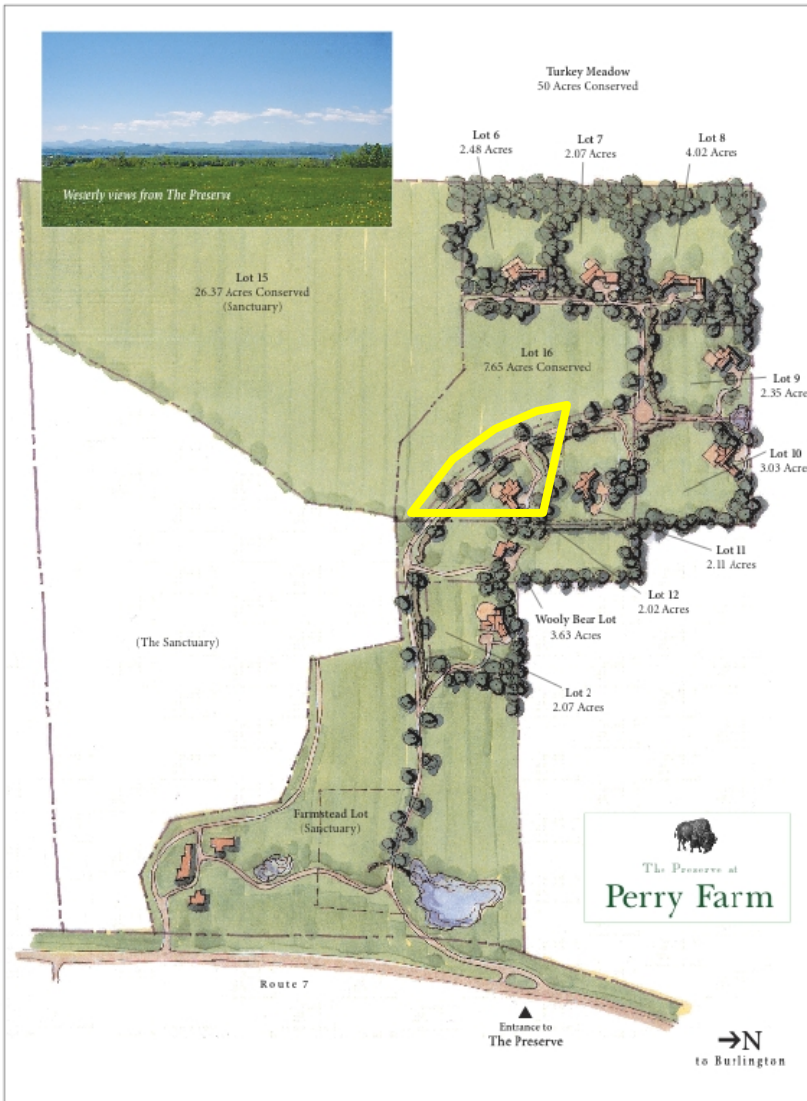 Turkey Meadow
50 Acres Conserved
Lot 6
2.48 Acres
Lot 7
2.07 Acres
Lot 8
4.02 Acres
Westerly views from The Preserve
Lot 15
26.37 Acres Conserved
(Sanctuary)
Lot 16
7.65 Acres Conserved
Lot 9
2.35 Acre
Lot 10
3.03 Acre
Lot 11
2.11 Acres
Lot 12
2.02 Acres
Wooly Bear Lot
3.63 Acres
(The Sanctuary)
Lot 2
2.07 Acres
Farmstead Lot
(Sanctuary)
The Preserve at
Perry Farm
Route 7
Entrance to
The Preserve
→N
to Burlington